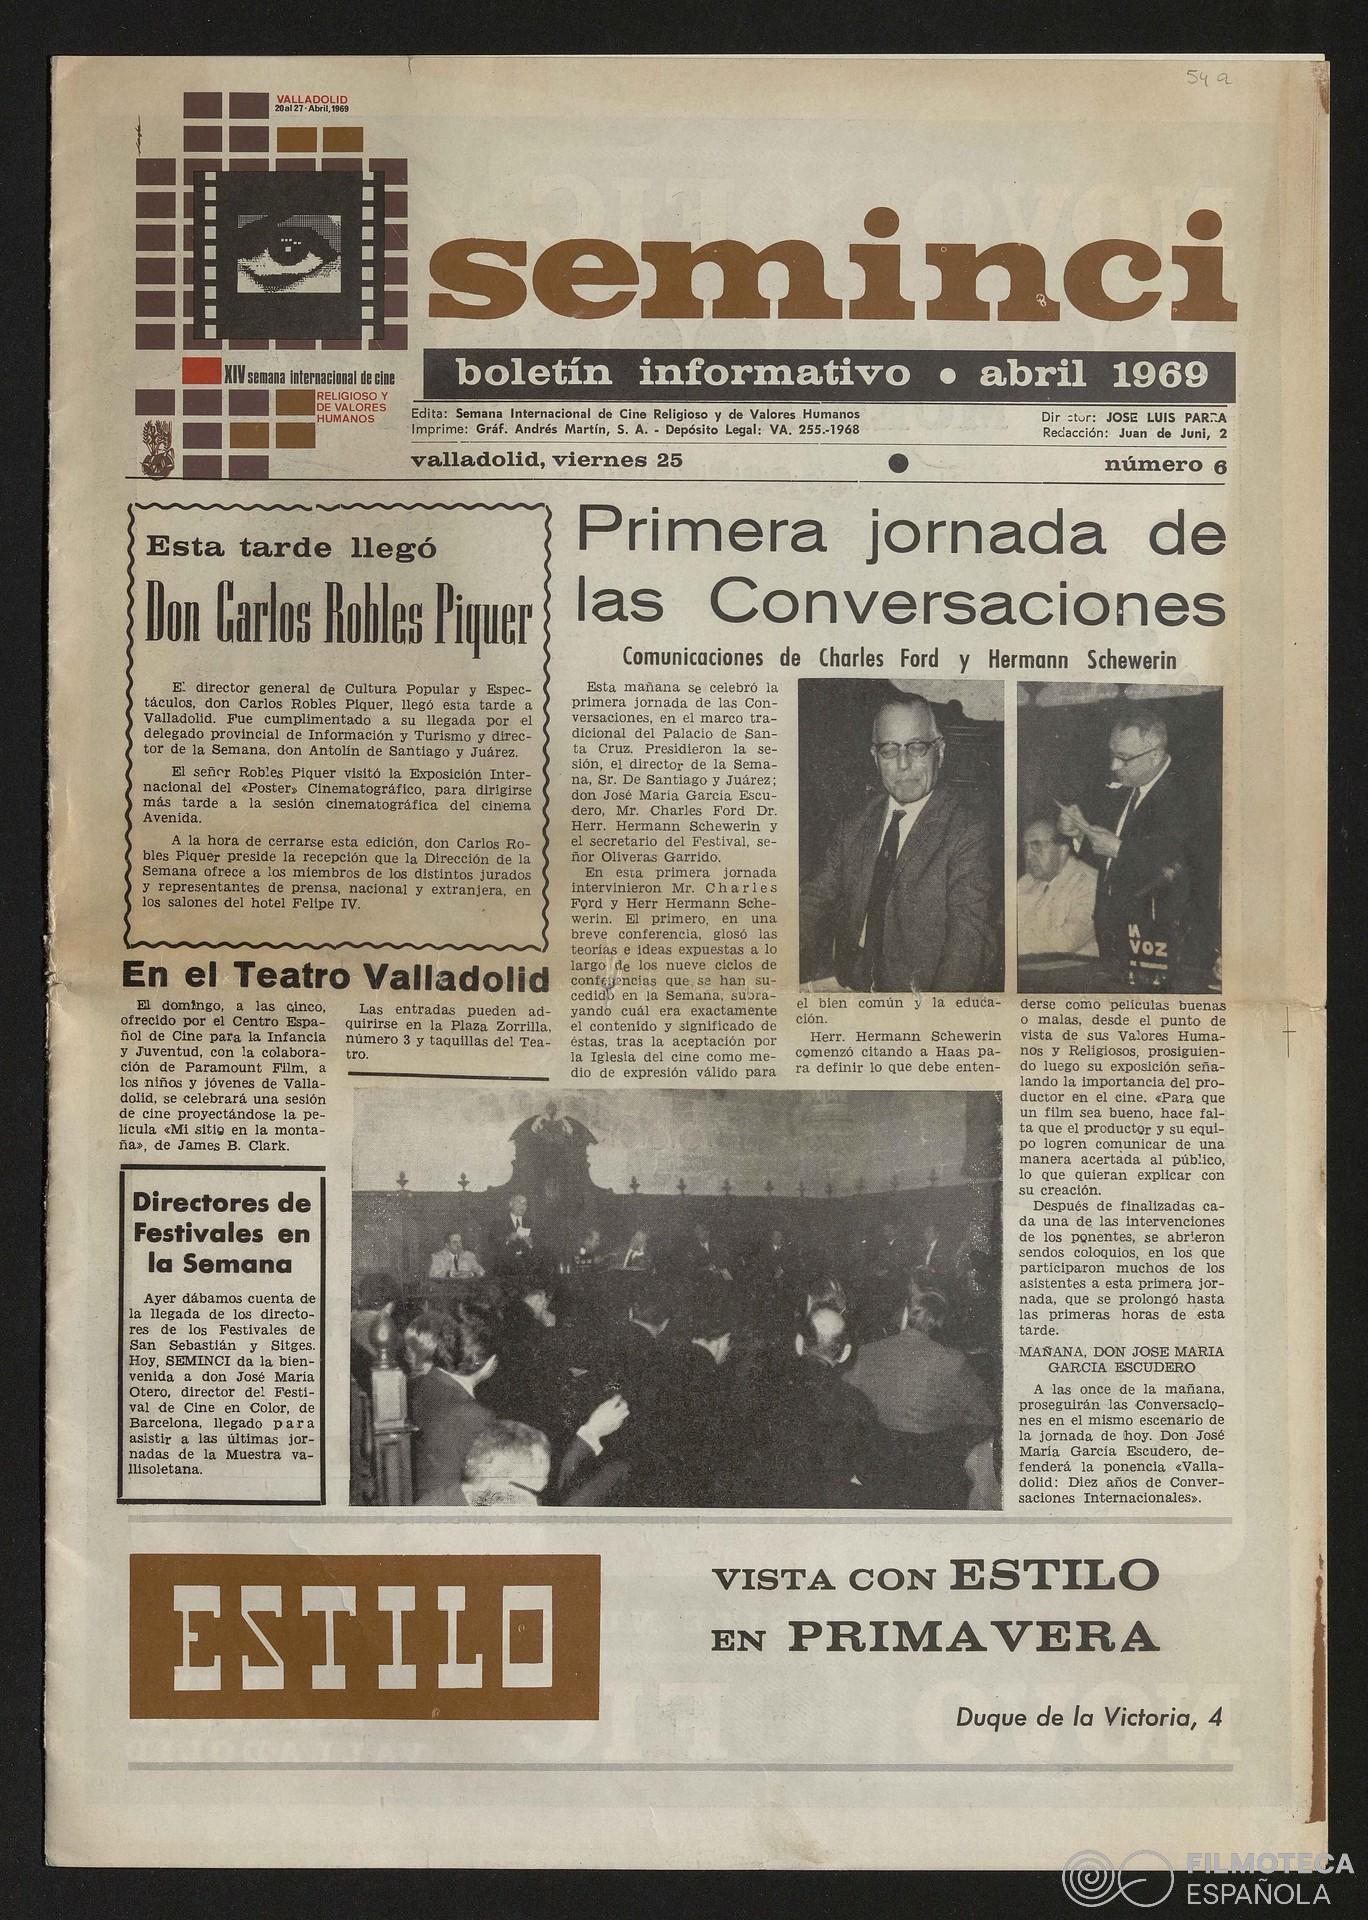 54 a
VALLADOLID
20 al 27 - Abril, 1969
seminci
boletín informativo • abril 1969
XIV semana internacional de cine
RELIGIOSO Y
DE VALORES
HUMANOS
Edita: Semana Internacional de Cine Religioso y de Valores Humanos
Imprime: Gráf. Andrés Martín, S. A. - Depósito Legal: VA. 255.-1968
Director: JOSE LUIS PARRA
Redacción: Juan de Juni, 2
valladolid, viernes 25 ● número 6
Esta tarde llegó
Don Carlos Robles Piquer
El director general de Cultura Popular y Espec-
táculos, don Carlos Robles Piquer, llegó esta tarde a
Valladolid. Fue cumplimentado a su llegada por el
delegado provincial de Información y Turismo y direc-
tor de la Semana, don Antolín de Santiago y Juárez.
El señor Robles Piquer visitó la Exposición Inter-
nacional del «Poster» Cinematográfico, para dirigirse
más tarde a la sesión cinematográfica del cinema
Avenida.
A la hora de cerrarse esta edición, don Carlos Ro-
bles Piquer preside la recepción que la Dirección de la
Semana ofrece a los miembros de los distintos jurados
y representantes de prensa, nacional y extranjera, en
los salones del hotel Felipe IV.
En el Teatro Valladolid
El domingo, a las cinco,
ofrecido por el Centro Espa-
ñol de Cine para la Infancia
y Juventud, con la colabora-
ción de Paramount Film, a
los niños y jóvenes de Valla-
dolid, se celebrará una sesión
de cine proyectándose la pe-
lícula «Mi sitio en la monta-
ña», de James B. Clark.
Las entradas pueden ad-
quirirse en la Plaza Zorrilla,
número 3 y taquillas del Tea-
tro.
Directores de
Festivales en
la Semana
Ayer dábamos cuenta de
la llegada de los directo-
res de los Festivales de
San Sebastián y Sitges.
Hoy, SEMINCI da la bien-
venida a don José María
Otero, director del Festi-
val de Cine en Color, de
Barcelona, llegado para
asistir a las últimas jor-
nadas de la Muestra va-
llisoletana.
Primera jornada de
las Conversaciones
Comunicaciones de Charles Ford y Hermann Schewerin
Esta mañana se celebró la
primera jornada de las Con-
versaciones, en el marco tra-
dicional del Palacio de San-
ta Cruz. Presidieron la se-
sión, el director de la Sema-
na, Sr. De Santiago y Juárez;
don José María García Escu-
dero, Mr. Charles Ford Dr.
Herr. Hermann Schewerin y
el secretario del Festival, se-
ñor Oliveras Garrido.
En esta primera jornada
intervinieron Mr. Charles
Ford y Herr Hermann Sche-
werin. El primero, en una
breve conferencia, glosó las
teorías e ideas expuestas a lo
largo de los nueve ciclos de
conferencias que se han su-
cedido en la Semana, subra-
yando cuál era exactamente
el contenido y significado de
éstas, tras la aceptación por
la Iglesia del cine como me-
dio de expresión válido para
el bien común y la educa-
ción.
Herr. Hermann Schewerin
comenzó citando a Haas pa-
ra definir lo que debe enten-
LA
VOZ
derse como películas buenas
o malas, desde el punto de
vista de sus Valores Huma-
nos y Religiosos, prosiguien-
do luego su exposición seña-
lando la importancia del pro-
ductor en el cine. «Para que
un film sea bueno, hace fal-
ta que el productor y su equi-
po logren comunicar de una
manera acertada al público,
lo que quieran explicar con
su creación.
Después de finalizadas ca-
da una de las intervenciones
de los ponentes, se abrieron
sendos coloquios, en los que
participaron muchos de los
asistentes a esta primera jor-
nada, que se prolongó hasta
las primeras horas de esta
tarde.
MAÑANA, DON JOSE MARIA
GARCIA ESCUDERO
A las once de la mañana,
proseguirán las Conversacio-
nes en el mismo escenario de
la jornada de hoy. Don José
María García Escudero, de-
fenderá la ponencia «Valla-
dolid: Diez años de Conver-
saciones Internacionales».
ESTILO
VISTA CON ESTILO
EN PRIMAVERA
Duque de la Victoria, 4
FILMOTECA
ESPAÑOLA